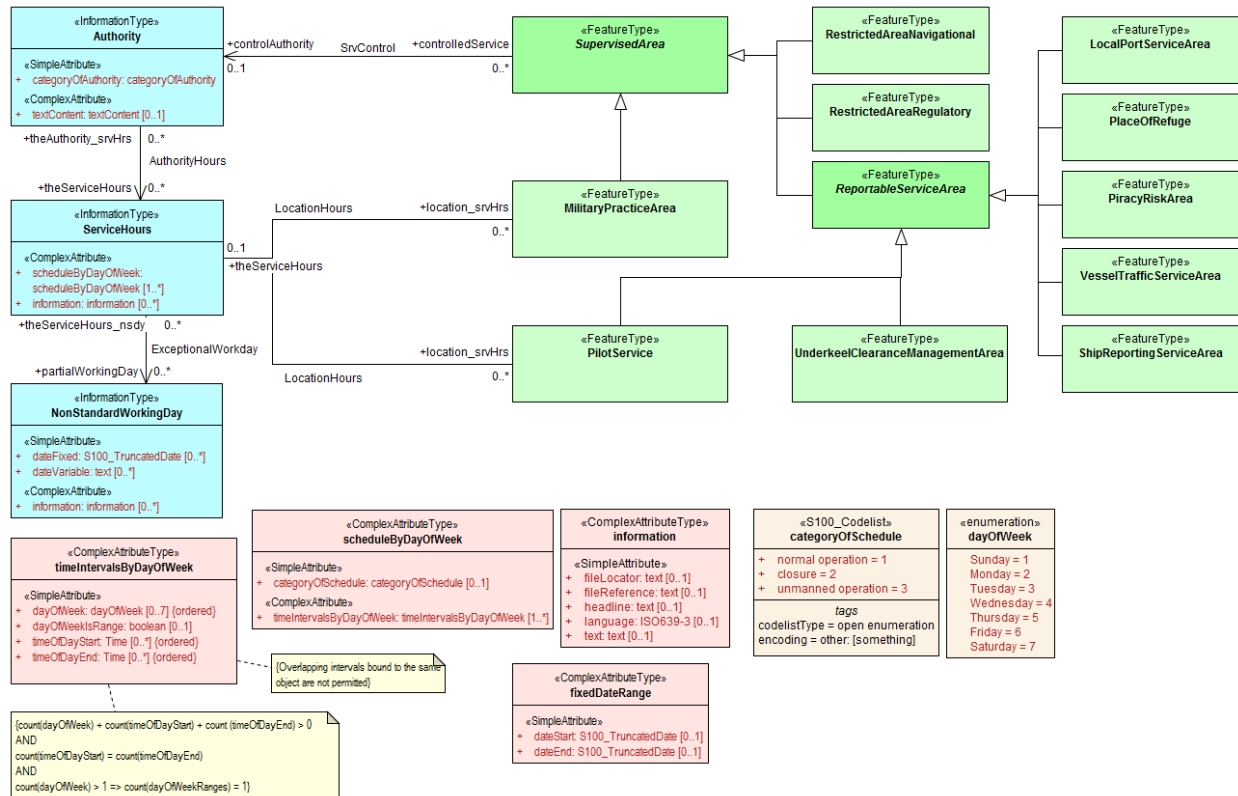 «InformationType»
Authority
«SimpleAttribute»
+ categoryOfAuthority: categoryOfAuthority
«ComplexAttribute»
+ textContent: textContent [0..1]
+controlAuthority
SrvControl
+controlledService
0..1
0..*
«FeatureType»
SupervisedArea
«FeatureType»
RestrictedAreaNavigational
«FeatureType»
LocalPortServiceArea
«FeatureType»
RestrictedAreaRegulatory
«FeatureType»
PlaceOfRefuge
+theAuthority_srvHrs
0..*
AuthorityHours
+theServiceHours
0..*
«FeatureType»
ReportableServiceArea
«FeatureType»
PiracyRiskArea
«InformationType»
ServiceHours
«ComplexAttribute»
+ scheduleByDayOfWeek:
scheduleByDayOfWeek [1..*]
+ information: information [0..*]
LocationHours
+location_srvHrs
0..*
0..1
+theServiceHours
«FeatureType»
MilitaryPracticeArea
«FeatureType»
VesselTrafficServiceArea
+theServiceHours_nsdy
0..*
ExceptionalWorkday
+partialWorkingDay
0..*
+location_srvHrs
0..*
LocationHours
«FeatureType»
PilotService
«FeatureType»
UnderkeelClearanceManagementArea
«FeatureType»
ShipReportingServiceArea
«InformationType»
NonStandardWorkingDay
«SimpleAttribute»
+ dateFixed: S100_TruncatedDate [0..*]
+ dateVariable: text [0..*]
«ComplexAttribute»
+ information: information [0..*]
«ComplexAttributeType»
timeIntervalsByDayOfWeek
«SimpleAttribute»
+ dayOfWeek: dayOfWeek [0..7] {ordered}
+ dayOfWeekIsRange: boolean [0..1]
+ timeOfDayStart: Time [0..*] {ordered}
+ timeOfDayEnd: Time [0..*] {ordered}
«ComplexAttributeType»
scheduleByDayOfWeek
«SimpleAttribute»
+ categoryOfSchedule: categoryOfSchedule [0..1]
«ComplexAttribute»
+ timeIntervalsByDayOfWeek: timeIntervalsByDayOfWeek [1..*]
«ComplexAttributeType»
information
«SimpleAttribute»
+ fileLocator: text [0..1]
+ fileReference: text [0..1]
+ headline: text [0..1]
+ language: ISO639-3 [0..1]
+ text: text [0..1]
«S100_Codelist»
categoryOfSchedule
+ normal operation = 1
+ closure = 2
+ unmanned operation = 3
tags
codelistType = open enumeration
encoding = other: [something]
«enumeration»
dayOfWeek
Sunday = 1
Monday = 2
Tuesday = 3
Wednesday = 4
Thursday = 5
Friday = 6
Saturday = 7
{Overlapping intervals bound to the same
object are not permitted}
«ComplexAttributeType»
fixedDateRange
«SimpleAttribute»
+ dateStart: S100_TruncatedDate [0..1]
+ dateEnd: S100_TruncatedDate [0..1]
{count(dayOfWeek) + count(timeOfDayStart) + count (timeOfDayEnd) > 0
AND
count(timeOfDayStart) = count(timeOfDayEnd)
AND
count(dayOfWeek) > 1 => count(dayOfWeekRanges) = 1}